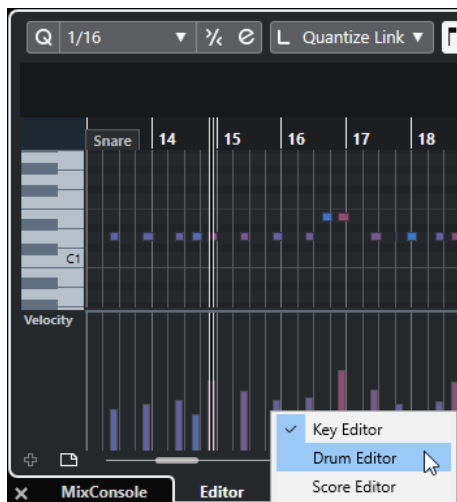 Q 1/16 L Quantize Link
Snare 14 15 16 17 18
C1
Velocity
Key Editor
Drum Editor
Score Editor
MixConsole Editor